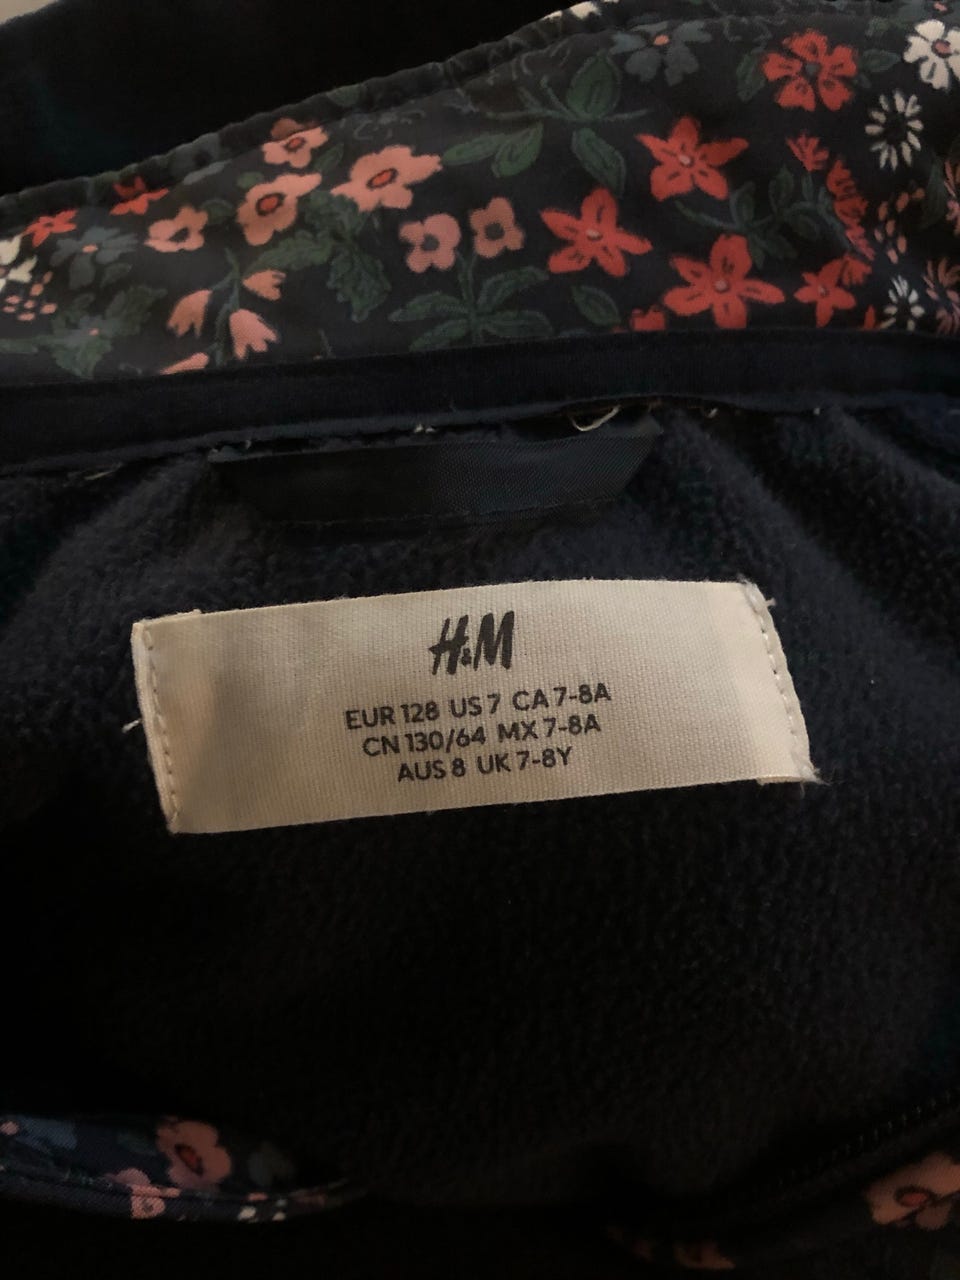 H&M
EUR 128 US 7 CA 7-8A
CN 130/64 MX 7-8A
AUS 8 UK 7-8Y